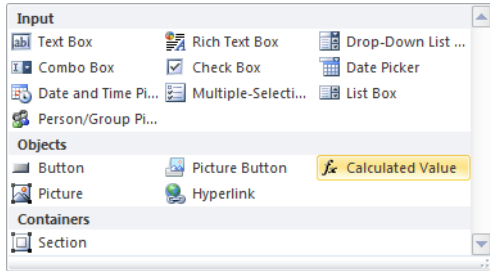 Input
Text Box Rich Text Box Drop-Down List ...
Combo Box Check Box Date Picker
Date and Time Pi... Multiple-Selecti... List Box
Person/Group Pi...
Objects
Button Picture Button fx Calculated Value
Picture Hyperlink
Containers
Section